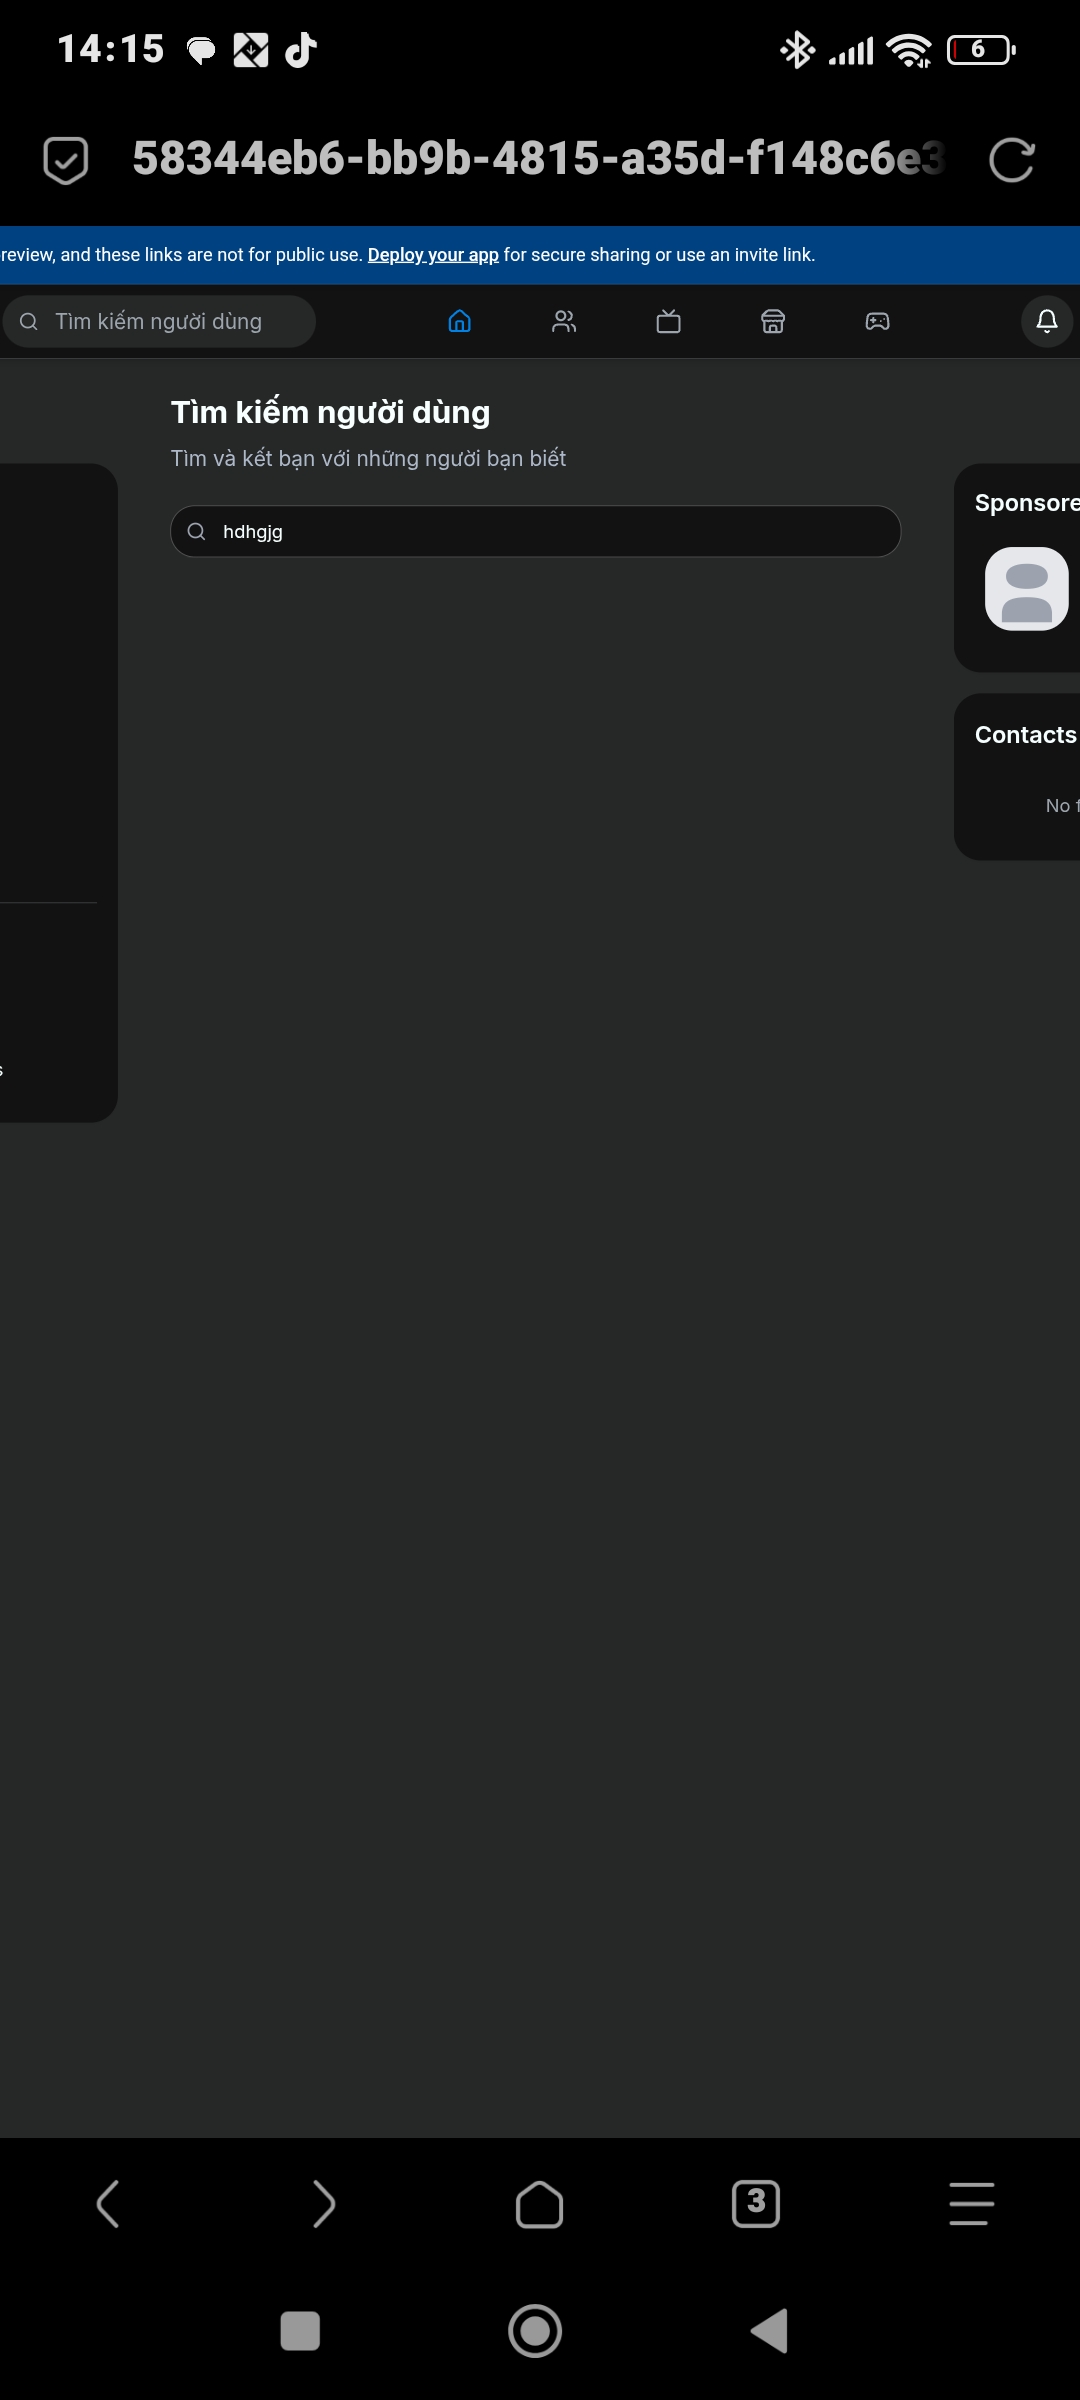 14:15
6
58344eb6-bb9b-4815-a35d-f148c6e3
review, and these links are not for public use. Deploy your app for secure sharing or use an invite link.
Tìm kiếm người dùng
Tìm kiếm người dùng
Tìm và kết bạn với những người bạn biết
hdhgjg
Sponsore
Contacts
No f
s
3